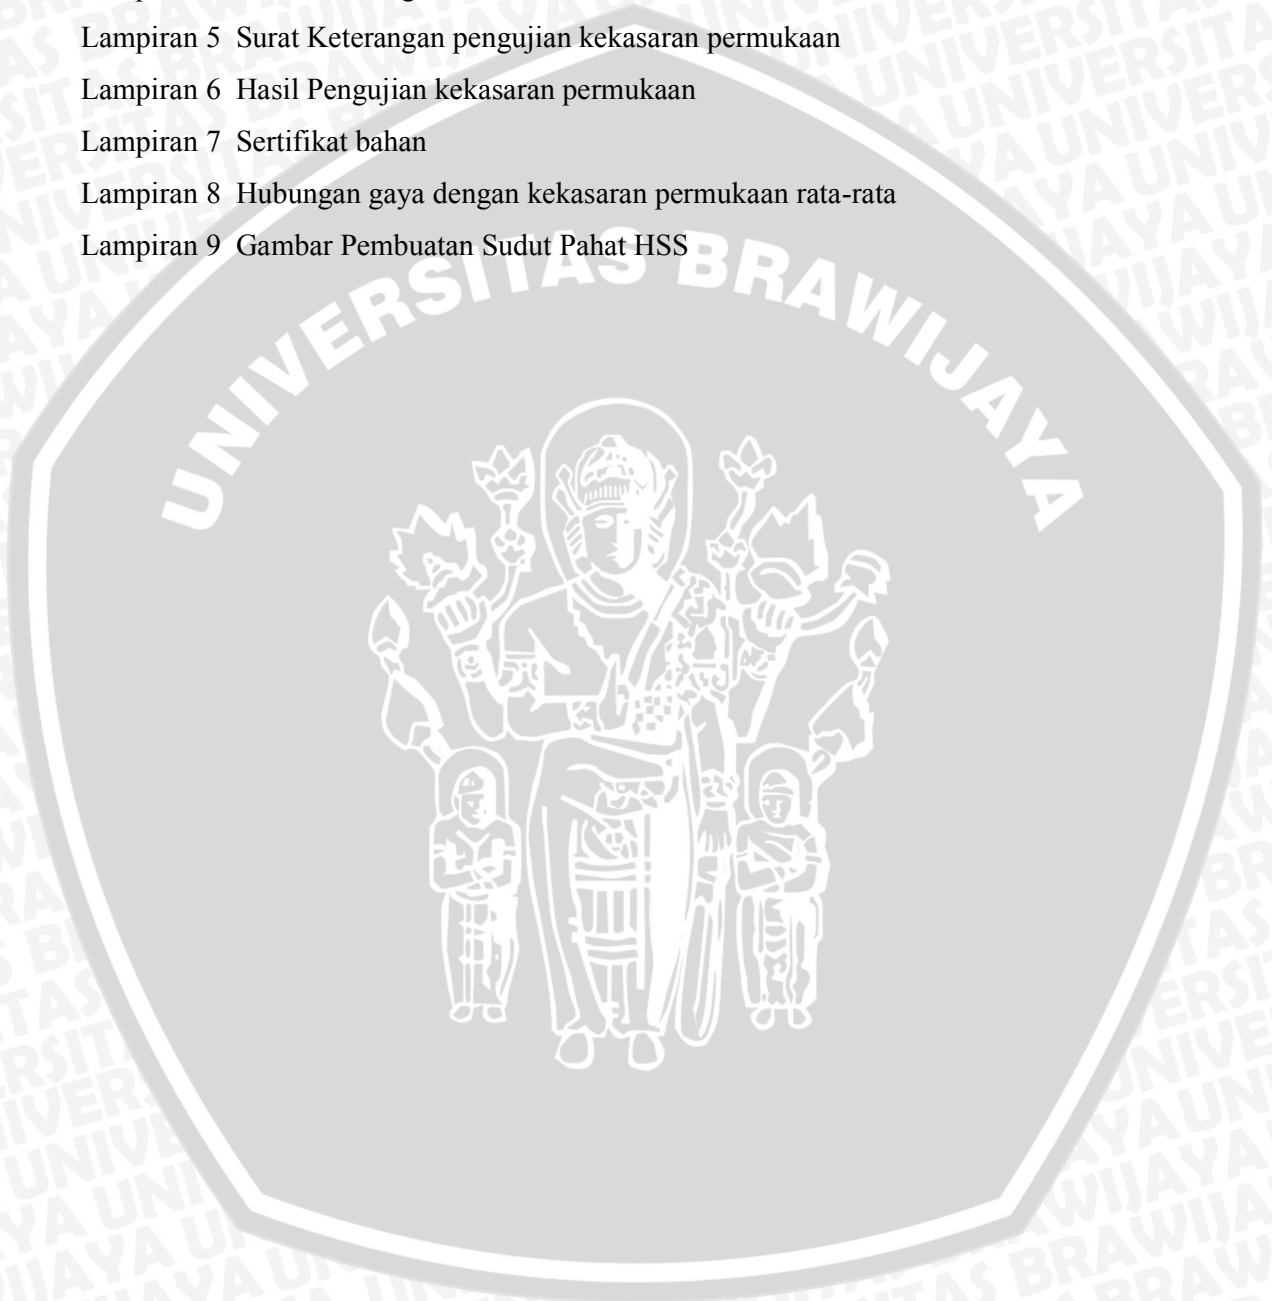 Lampiran 5 Surat Keterangan pengujian kekasaran permukaan
Lampiran 6 Hasil Pengujian kekasaran permukaan
Lampiran 7 Sertifikat bahan
Lampiran 8 Hubungan gaya dengan kekasaran permukaan rata-rata
Lampiran 9 Gambar Pembuatan Sudut Pahat HSS
UNIVERSITAS BRAWIJAYA